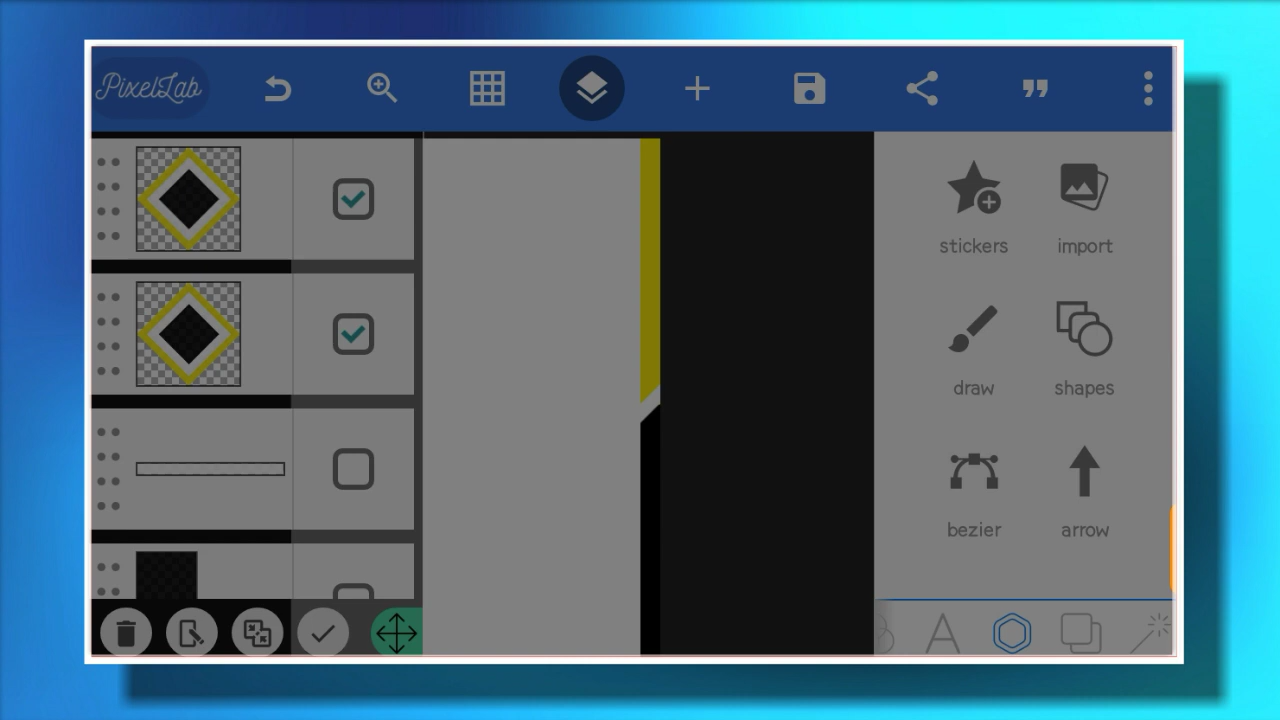 PixelLab
stickers
import
draw
shapes
bezier
arrow